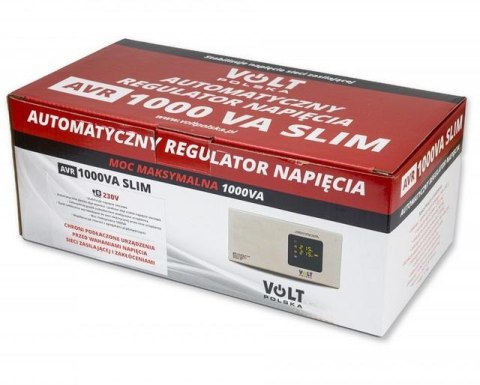 Stabilizuje napięcie sieci zasilającej
VOLT
POLSKA
AUTOMATYCZNY
REGULATOR NAPIĘCIA
AVR 1000 VA SLIM
www.voltpolska.pl
AUTOMATYCZNY REGULATOR NAPIĘCIA
MOC MAKSYMALNA 1000VA
AVR 1000VA SLIM
230V
CHRONI PODŁĄCZONE URZĄDZENIA
PRZED WAHANIAMI NAPIĘCIA
SIECI ZASILAJĄCEJ I ZAKŁÓCENIAMI
VOLT
VOLT
POLSKA
AVR 1000VA SLIM
AUTOMATYCZNY